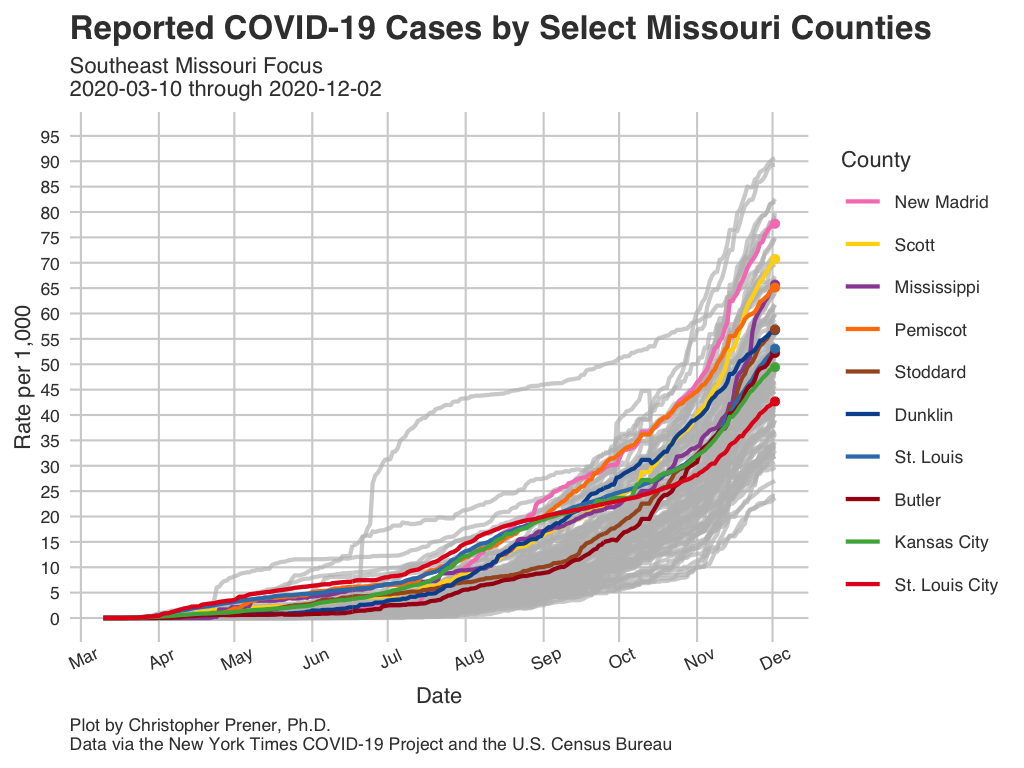 Reported COVID-19 Cases by Select Missouri Counties
Southeast Missouri Focus
2020-03-10 through 2020-12-02
Rate per 1,000
95
90
85
80
75
70
65
60
55
50
45
40
35
30
25
20
15
10
5
0
Mar
Apr
May
Jun
Jul
Aug
Sep
Oct
Nov
Dec
Date
County
New Madrid
Scott
Mississippi
Pemiscot
Stoddard
Dunklin
St. Louis
Butler
Kansas City
St. Louis City
Plot by Christopher Prener, Ph.D.
Data via the New York Times COVID-19 Project and the U.S. Census Bureau